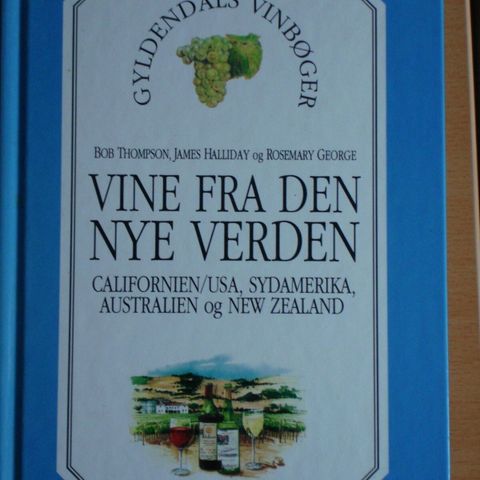 GYLDENDALS VINBØGER
BOB THOMPSON, JAMES HALLIDAY og ROSEMARY GEORGE
VINE FRA DEN
NYE VERDEN
CALIFORNIEN/USA, SYDAMERIKA,
AUSTRALIEN og NEW ZEALAND